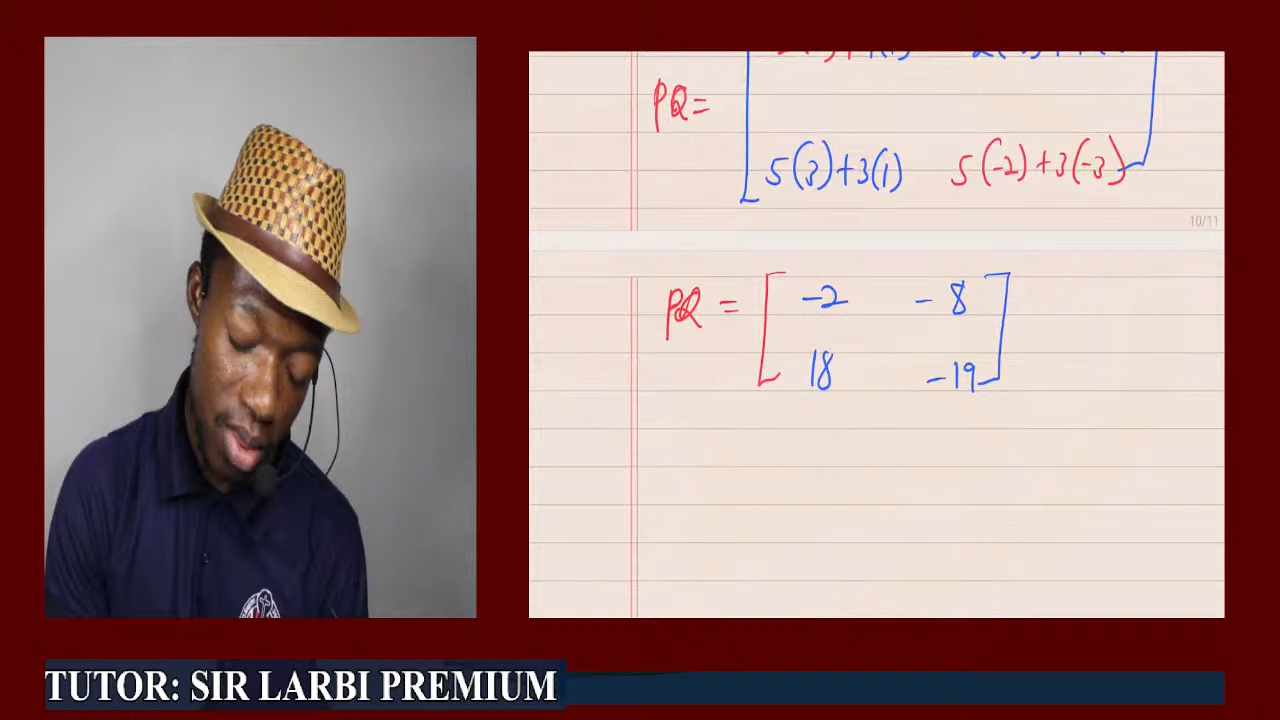 PQ =
5(3)+3(1) 5(-2)+3(-3)
10/11
PQ = -2 -8
18 -19
TUTOR: SIR LARBI PREMIUM